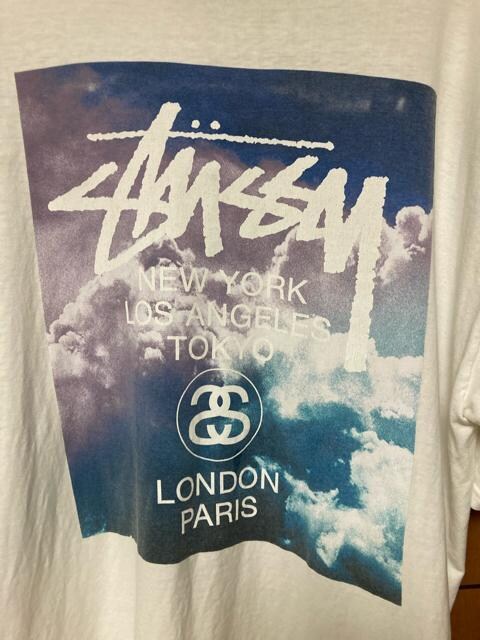 Stüssy
NEW YORK
LOS ANGELES
TOKYO
LONDON
PARIS